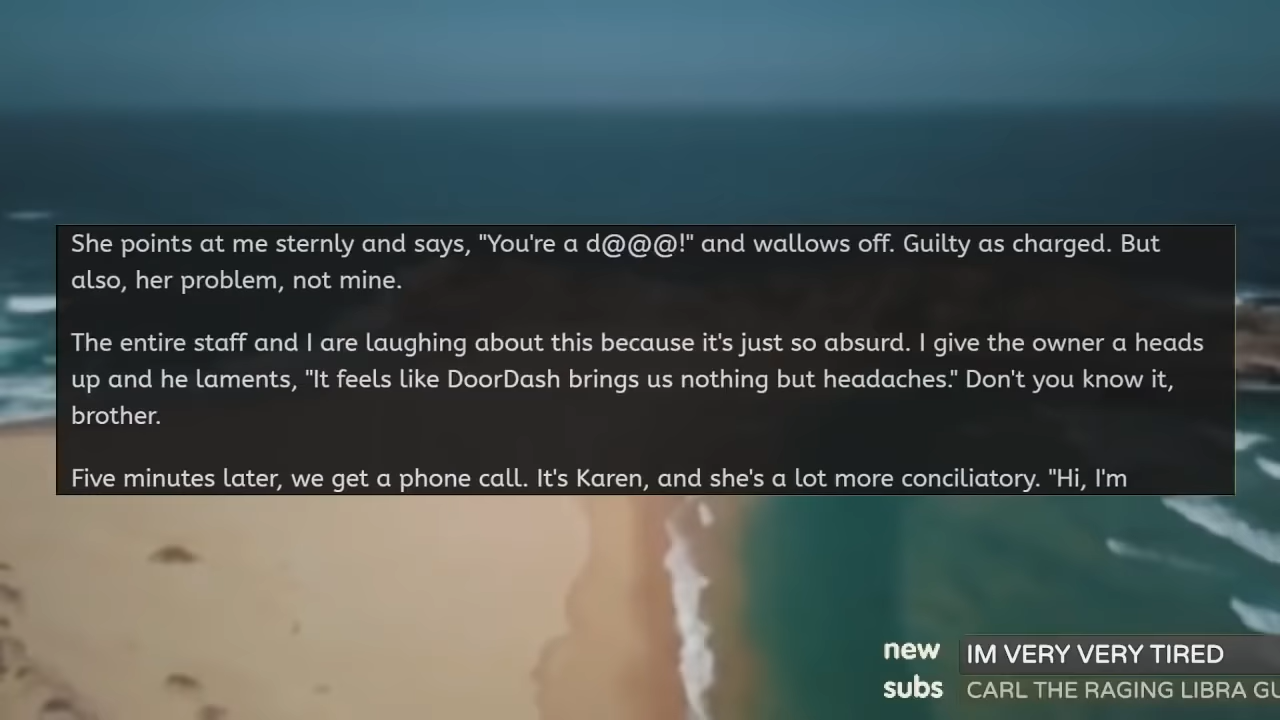 She points at me sternly and says, "You're a d@@@!" and wallows off. Guilty as charged. But
also, her problem, not mine.
The entire staff and I are laughing about this because it's just so absurd. I give the owner a heads
up and he laments, "It feels like DoorDash brings us nothing but headaches." Don't you know it,
brother.
Five minutes later, we get a phone call. It's Karen, and she's a lot more conciliatory. "Hi, I'm
new IM VERY VERY TIRED
subs CARL THE RAGING LIBRA